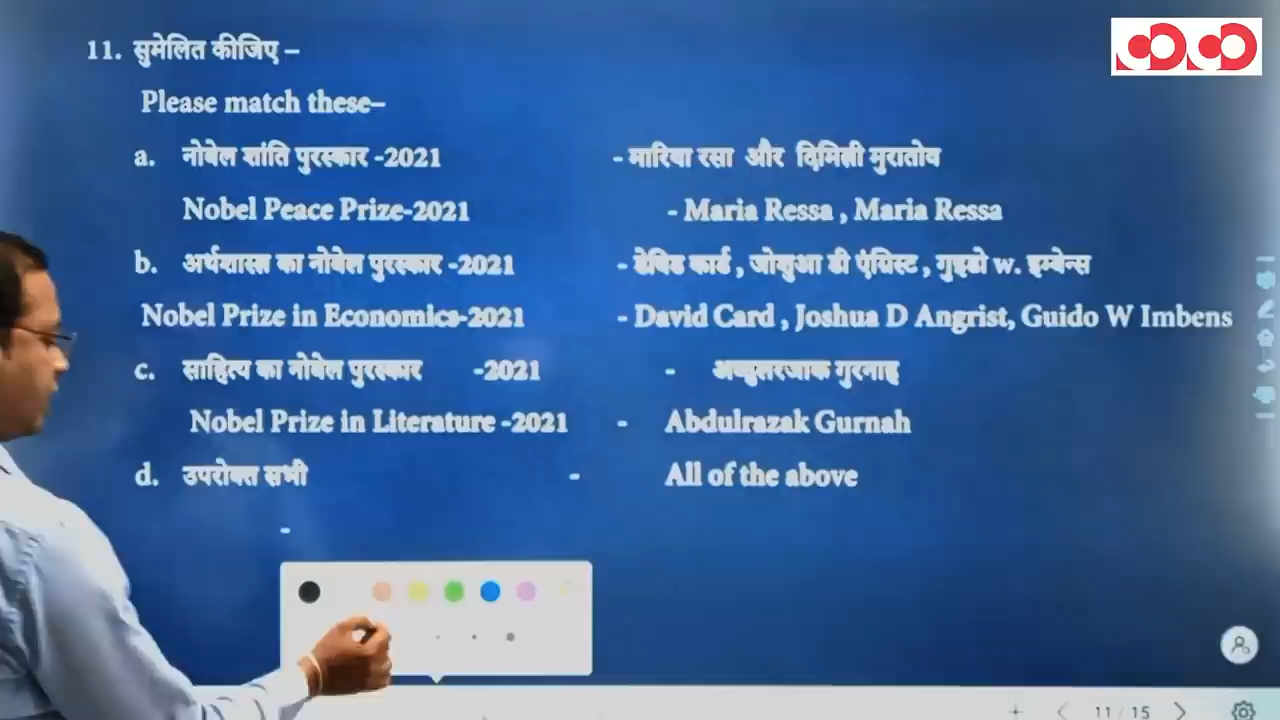 11. सुमेलित कीजिए –
Please match these–
a. नोबेल शांति पुरस्कार -2021 - मारिया रसा और दिमित्री मुरातोव
Nobel Peace Prize-2021 - Maria Ressa , Maria Ressa
b. अर्थशास्त्र का नोबेल पुरस्कार -2021 - डेविड कार्ड , जोशुआ डी एंग्रिस्ट , गुइडो w. इम्बेन्स
Nobel Prize in Economics-2021 - David Card , Joshua D Angrist, Guido W Imbens
c. साहित्य का नोबेल पुरस्कार -2021 - अब्दुलरजाक गुरनाह
Nobel Prize in Literature -2021 - Abdulrazak Gurnah
d. उपरोक्त सभी - All of the above
-
11 / 15